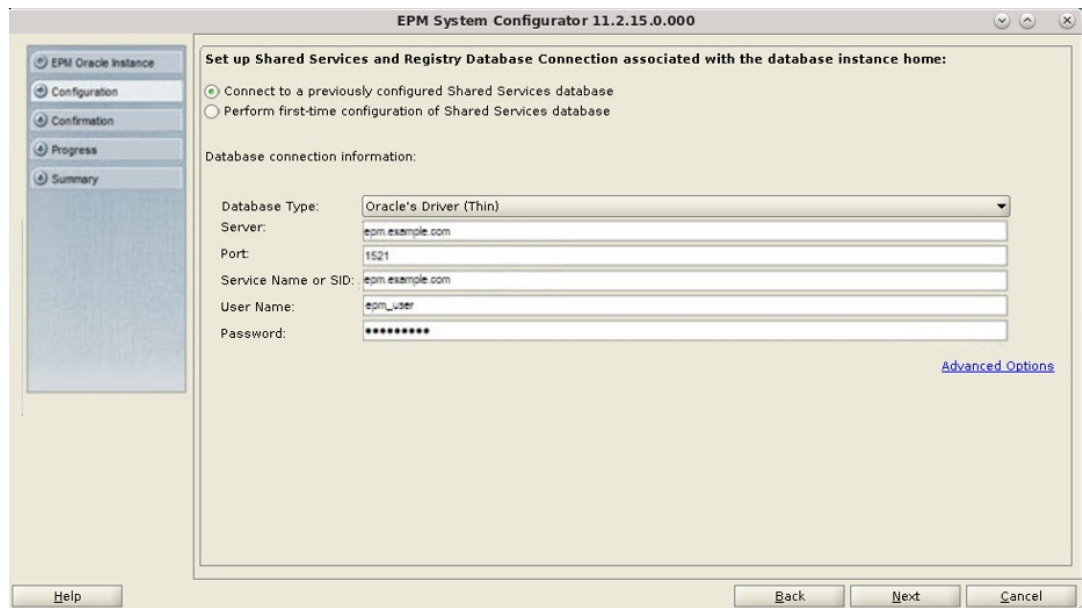 EPM System Configurator 11.2.15.0.000
EPM Oracle Instance
Configuration
Confirmation
Progress
Summary
Set up Shared Services and Registry Database Connection associated with the database instance home:
Connect to a previously configured Shared Services database
Perform first-time configuration of Shared Services database
Database connection information:
Database Type: Oracle's Driver (Thin)
Server: epm.example.com
Port: 1521
Service Name or SID: epm.example.com
User Name: epm_user
Password: •••••••••
Advanced Options
Help Back Next Cancel